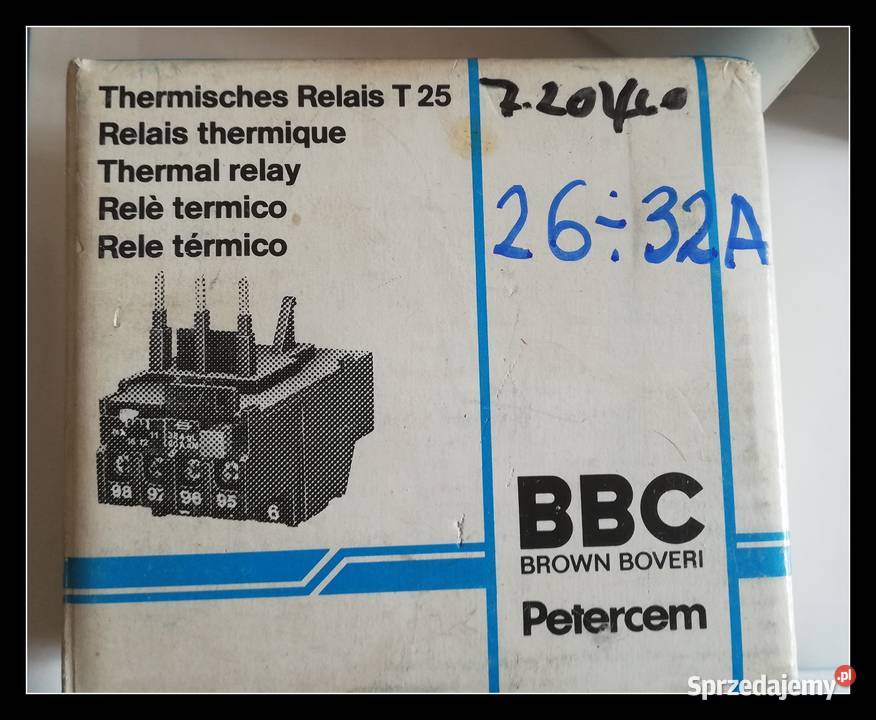 Thermisches Relais T 25
Relais thermique
Thermal relay
Relè termico
Rele térmico
26÷32A
98 97 96 95
6
BBC
BROWN BOVERI
Petercem
Sprzedajemy.pl